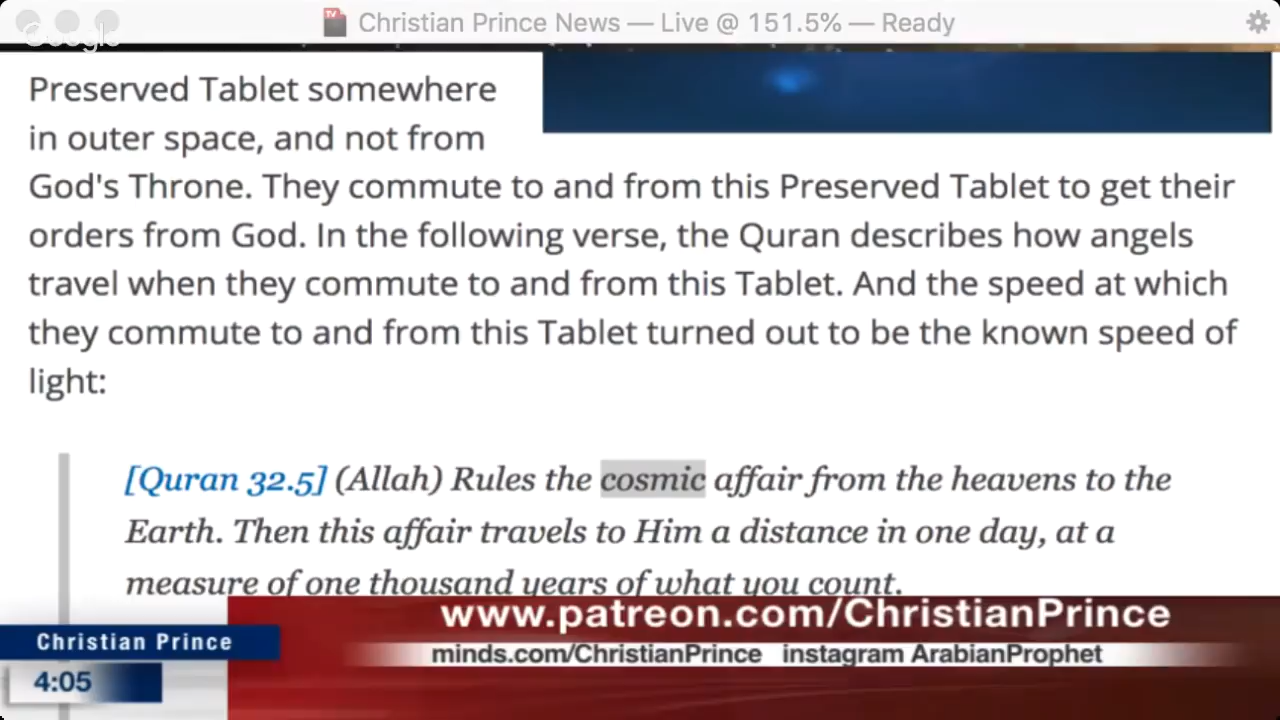 Christian Prince News — Live @ 151.5% — Ready
Google
Preserved Tablet somewhere
in outer space, and not from
God's Throne. They commute to and from this Preserved Tablet to get their
orders from God. In the following verse, the Quran describes how angels
travel when they commute to and from this Tablet. And the speed at which
they commute to and from this Tablet turned out to be the known speed of
light:
[Quran 32.5] (Allah) Rules the cosmic affair from the heavens to the
Earth. Then this affair travels to Him a distance in one day, at a
measure of one thousand years of what you count.
www.patreon.com/ChristianPrince
Christian Prince
minds.com/ChristianPrince instagram ArabianProphet
4:05